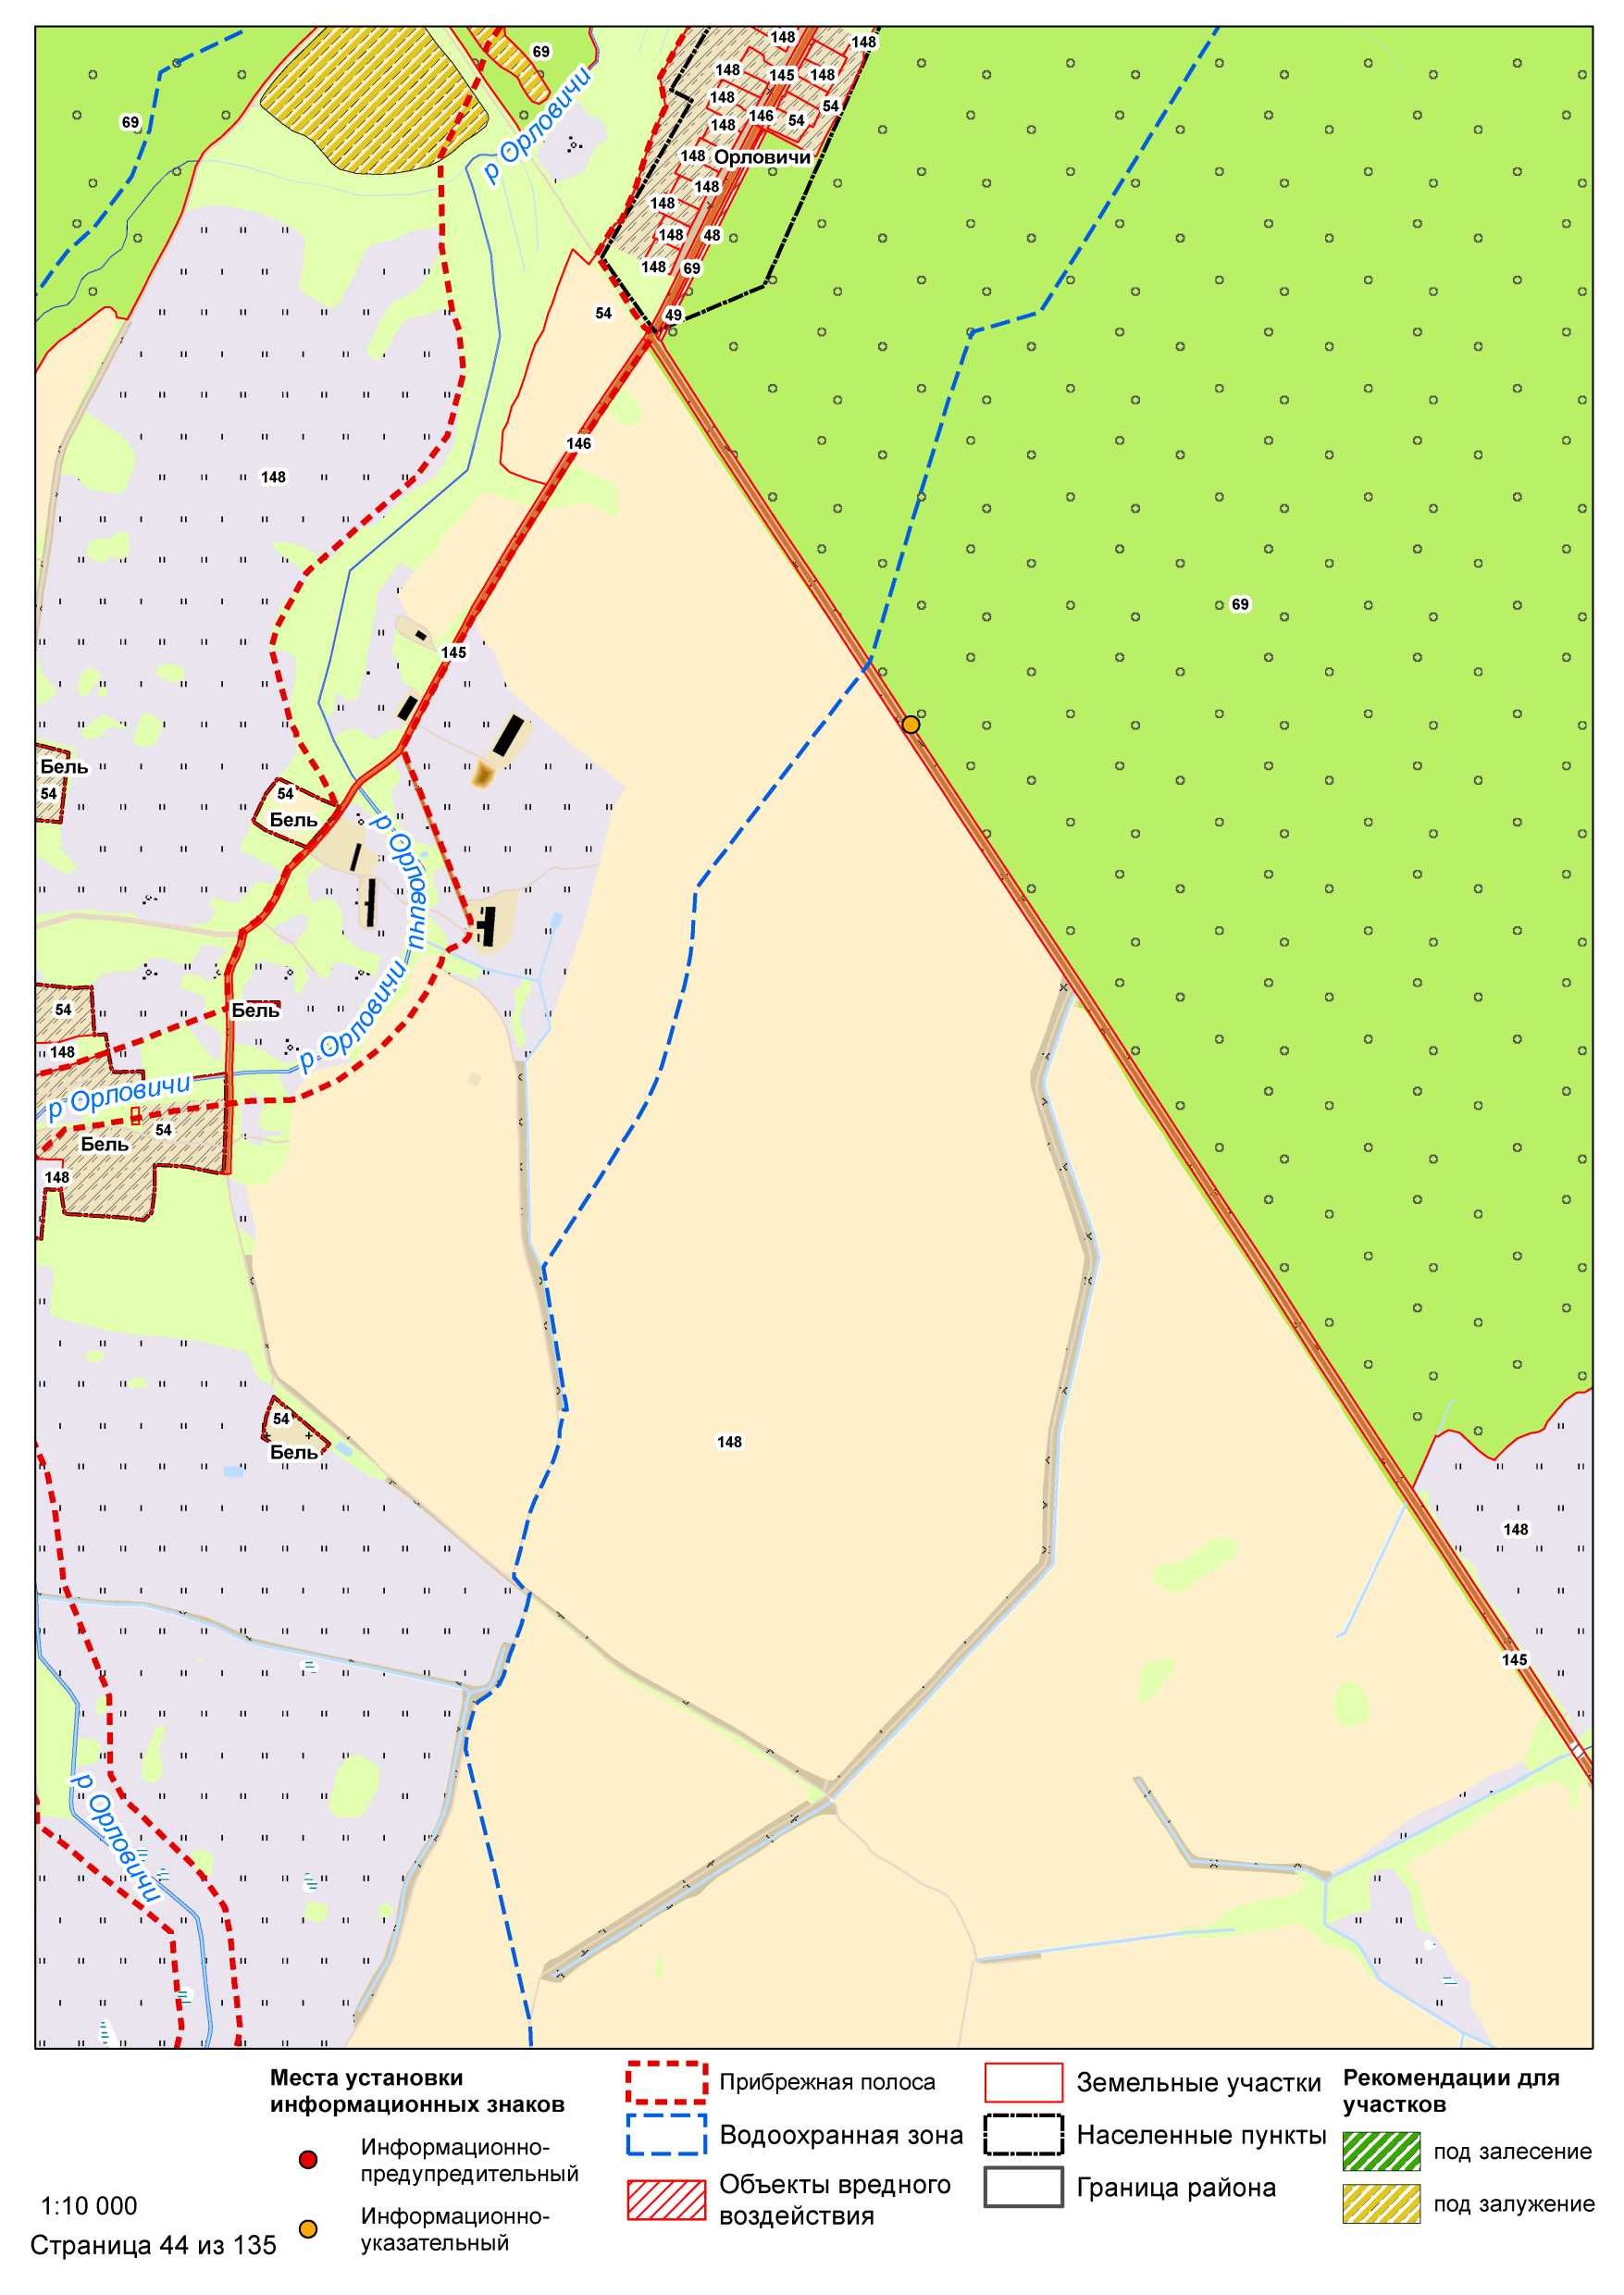 69
р Орловичи
148
148
148
145
148
148
54
148
146
54
69
148
148
Орловичи
148
148
148
48
148
69
54
49
146
148
69
145
Бель
54
54
Бель
р Орловичи
54
Бель
148
р Орловичи
р Орловичи
54
Бель
148
54
Бель
148
148
145
р Орловичи
Места установки
информационных знаков
Информационно-
предупредительный
Информационно-
указательный
Прибрежная полоса
Водоохранная зона
Объекты вредного
воздействия
Земельные участки
Населенные пункты
Граница района
Рекомендации для
участков
под залесение
под залужение
1:10 000
Страница 44 из 135